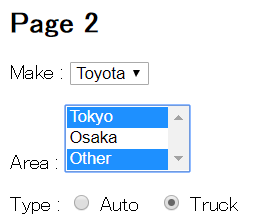 Page 2
Make : Toyota
Tokyo
Osaka
Area : Other
Type : Auto Truck